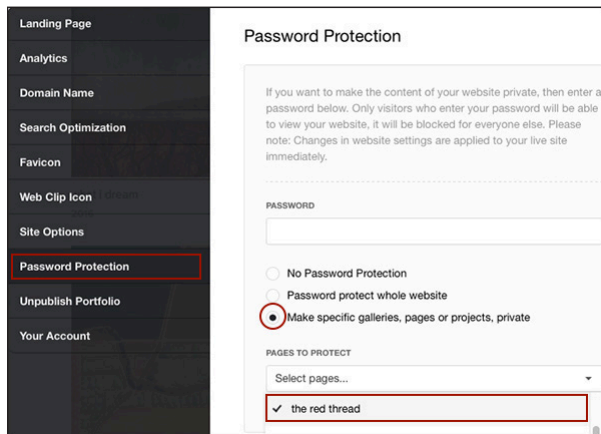 Landing Page
Analytics
Domain Name
Search Optimization
Favicon
Web Clip Icon
Site Options
Password Protection
Unpublish Portfolio
Your Account
Password Protection
If you want to make the content of your website private, then enter a
password below. Only visitors who enter your password will be able
to view your website, it will be blocked for everyone else. Please
note: Changes in website settings are applied to your live site
immediately.
PASSWORD
No Password Protection
Password protect whole website
Make specific galleries, pages or projects, private
PAGES TO PROTECT
Select pages...
the red thread